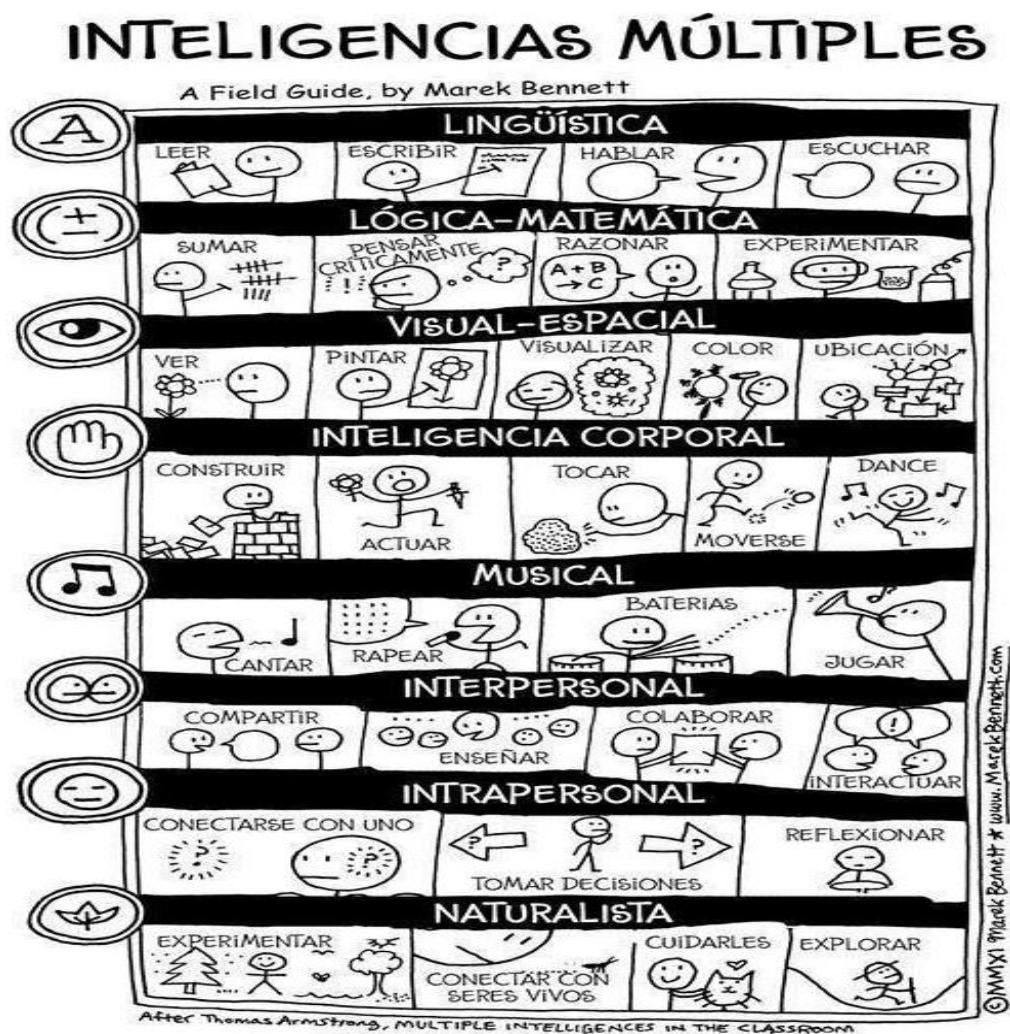 INTELIGENCIAS MÚLTIPLES
A Field Guide, by Marek Bennett
A
LINGÜÍSTICA
LEER
ESCRIBIR
HABLAR
ESCUCHAR
+
−
LÓGICA-MATEMÁTICA
SUMAR
PENSAR
CRÍTICAMENTE
! ?
RAZONAR
A + B
→ C
EXPERIMENTAR
VISUAL-ESPACIAL
VER
PINTAR
VISUALIZAR
COLOR
UBICACIÓN
INTELIGENCIA CORPORAL
CONSTRUIR
ACTUAR
TOCAR
MOVERSE
DANCE
MUSICAL
CANTAR
RAPEAR
BATERIAS
JUGAR
INTERPERSONAL
COMPARTIR
ENSEÑAR
COLABORAR
!
INTERACTUAR
INTRAPERSONAL
CONECTARSE CON UNO
? ?
? ?
TOMAR DECISIONES
REFLEXIONAR
NATURALISTA
EXPERIMENTAR
CONECTAR CON
SERES VIVOS
CUIDARLES
EXPLORAR
After Thomas Armstrong, MULTIPLE INTELLIGENCES IN THE CLASSROOM
©MMXI Marek Bennett * www.MarekBennett.com